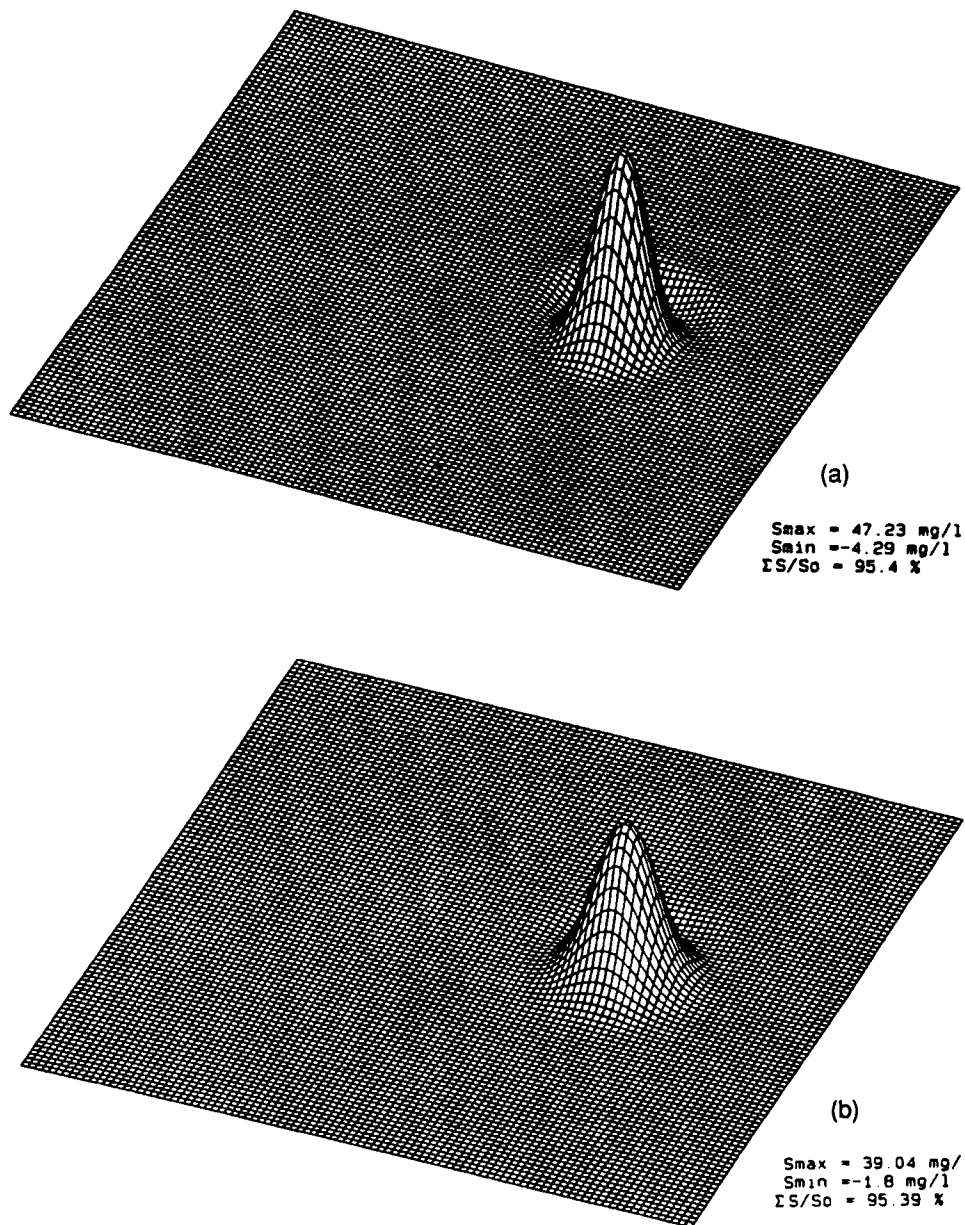 (a)
Smax = 47.23 mg/l
Smin =-4.29 mg/l
ΣS/So = 95.4 %
(b)
Smax = 39.04 mg/
Smin =-1.8 mg/l
ΣS/So = 95.39 %